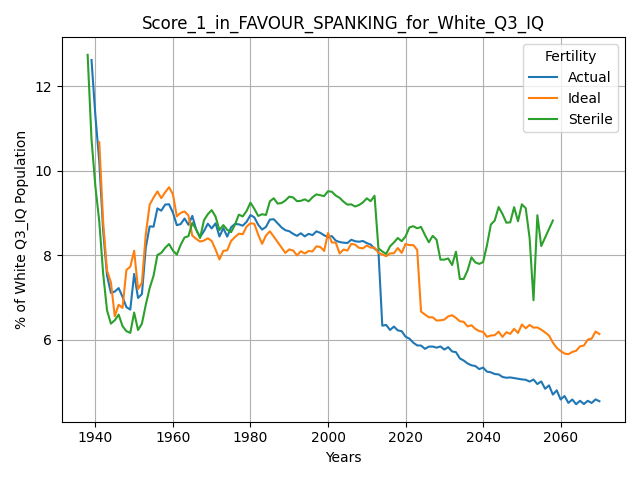 Score_1_in_FAVOUR_SPANKING_for_White_Q3_IQ
Fertility
Actual
Ideal
Sterile
% of White Q3_IQ Population
12
10
8
6
1940
1960
1980
2000
2020
2040
2060
Years